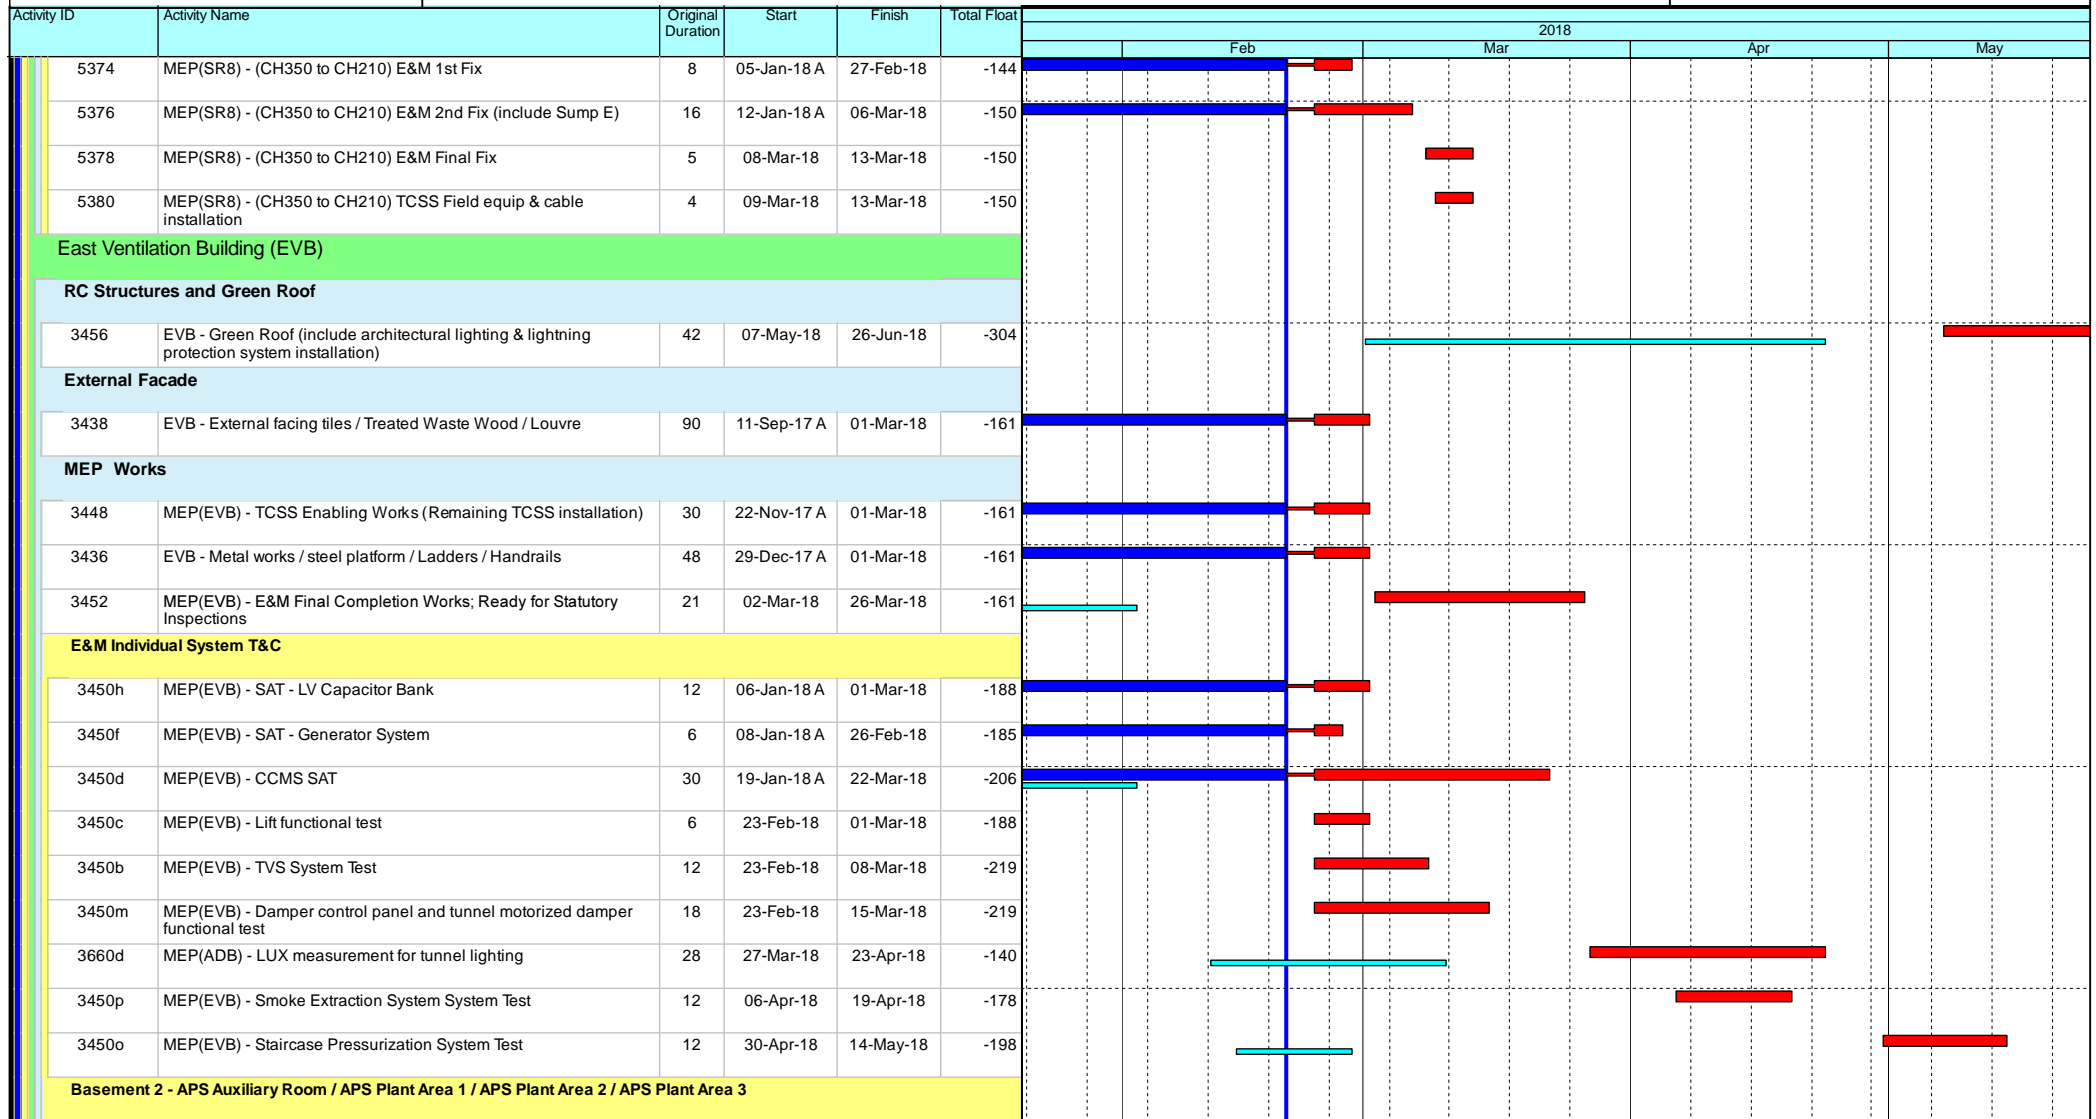 Activity ID Activity Name Original Start Finish Total Float
Duration
2018
Feb Mar Apr May
5374 MEP(SR8) - (CH350 to CH210) E&M 1st Fix 8 05-Jan-18 A 27-Feb-18 -144
5376 MEP(SR8) - (CH350 to CH210) E&M 2nd Fix (include Sump E) 16 12-Jan-18 A 06-Mar-18 -150
5378 MEP(SR8) - (CH350 to CH210) E&M Final Fix 5 08-Mar-18 13-Mar-18 -150
5380 MEP(SR8) - (CH350 to CH210) TCSS Field equip & cable 4 09-Mar-18 13-Mar-18 -150
installation
East Ventilation Building (EVB)
RC Structures and Green Roof
3456 EVB - Green Roof (include architectural lighting & lightning 42 07-May-18 26-Jun-18 -304
protection system installation)
External Facade
3438 EVB - External facing tiles / Treated Waste Wood / Louvre 90 11-Sep-17 A 01-Mar-18 -161
MEP Works
3448 MEP(EVB) - TCSS Enabling Works (Remaining TCSS installation) 30 22-Nov-17 A 01-Mar-18 -161
3436 EVB - Metal works / steel platform / Ladders / Handrails 48 29-Dec-17 A 01-Mar-18 -161
3452 MEP(EVB) - E&M Final Completion Works; Ready for Statutory 21 02-Mar-18 26-Mar-18 -161
Inspections
E&M Individual System T&C
3450h MEP(EVB) - SAT - LV Capacitor Bank 12 06-Jan-18 A 01-Mar-18 -188
3450f MEP(EVB) - SAT - Generator System 6 08-Jan-18 A 26-Feb-18 -185
3450d MEP(EVB) - CCMS SAT 30 19-Jan-18 A 22-Mar-18 -206
3450c MEP(EVB) - Lift functional test 6 23-Feb-18 01-Mar-18 -188
3450b MEP(EVB) - TVS System Test 12 23-Feb-18 08-Mar-18 -219
3450m MEP(EVB) - Damper control panel and tunnel motorized damper 18 23-Feb-18 15-Mar-18 -219
functional test
3660d MEP(ADB) - LUX measurement for tunnel lighting 28 27-Mar-18 23-Apr-18 -140
3450p MEP(EVB) - Smoke Extraction System System Test 12 06-Apr-18 19-Apr-18 -178
3450o MEP(EVB) - Staircase Pressurization System Test 12 30-Apr-18 14-May-18 -198
Basement 2 - APS Auxiliary Room / APS Plant Area 1 / APS Plant Area 2 / APS Plant Area 3